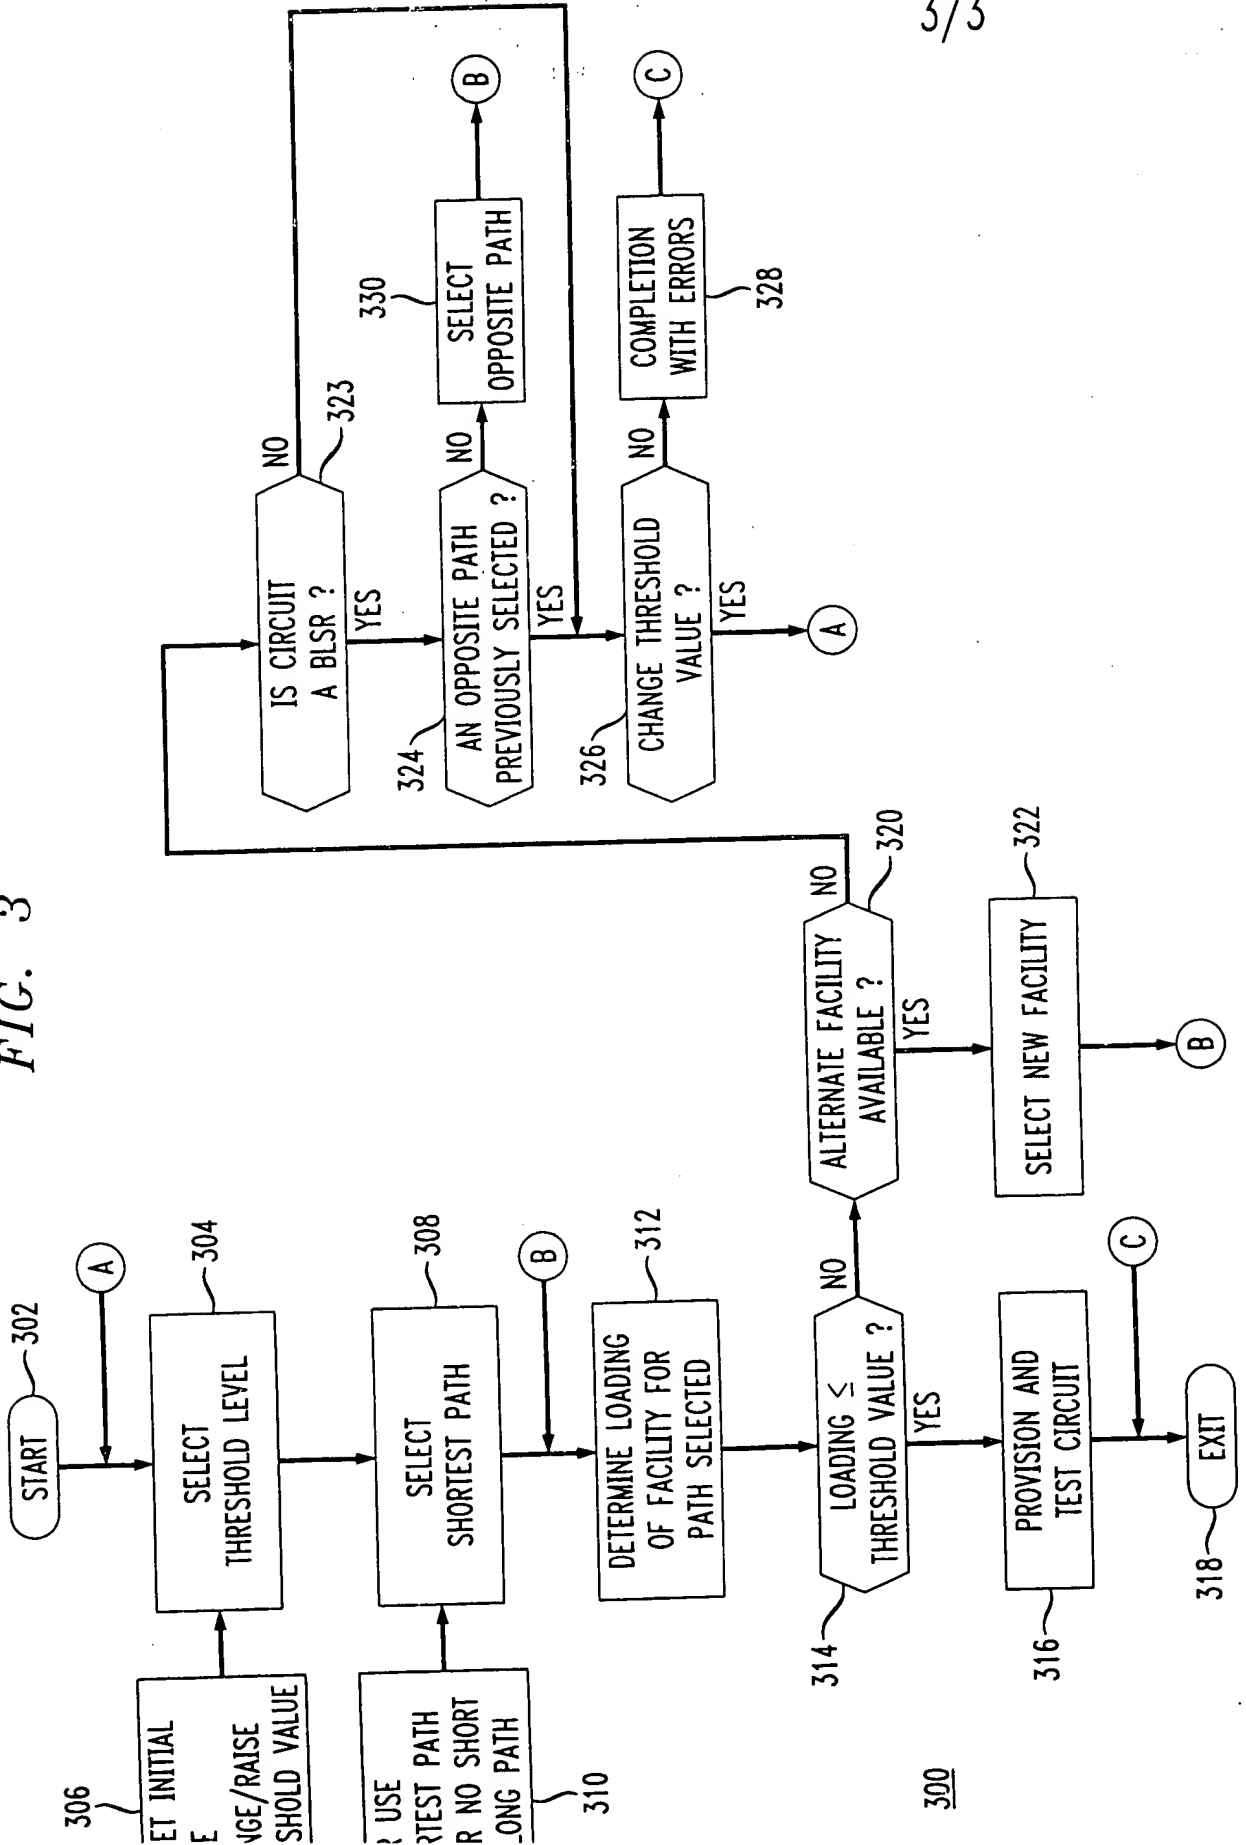 3/3
FIG. 3
START
302
A
SELECT
THRESHOLD LEVEL
304
306
ET INITIAL
E
NGE/RAISE
SHOLD VALUE
SELECT
SHORTEST PATH
308
R USE
RTEST PATH
R NO SHORT
LONG PATH
310
B
DETERMINE LOADING
OF FACILITY FOR
PATH SELECTED
312
LOADING ≤
THRESHOLD VALUE ?
314
NO
YES
PROVISION AND
TEST CIRCUIT
316
C
EXIT
318
ALTERNATE FACILITY
AVAILABLE ?
320
NO
YES
SELECT NEW FACILITY
322
B
IS CIRCUIT
A BLSR ?
323
NO
YES
AN OPPOSITE PATH
PREVIOUSLY SELECTED ?
324
NO
YES
SELECT
OPPOSITE PATH
330
B
CHANGE THRESHOLD
VALUE ?
326
NO
YES
COMPLETION
WITH ERRORS
328
C
A
300